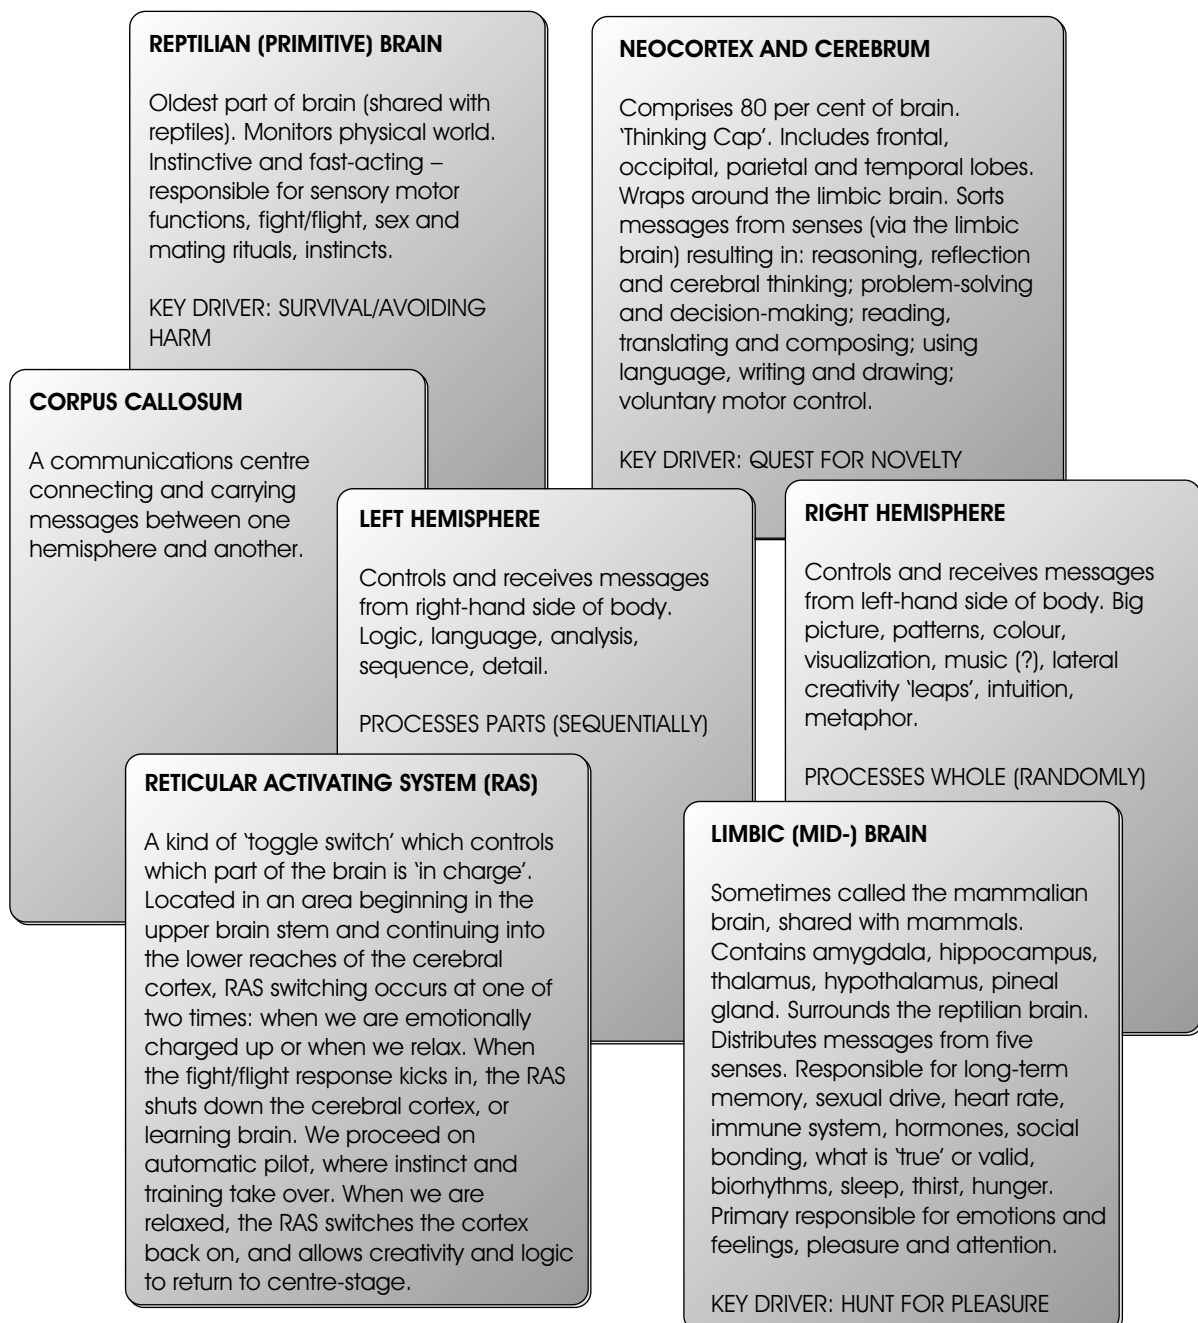 REPTILIAN (PRIMITIVE) BRAIN
Oldest part of brain (shared with
reptiles). Monitors physical world.
Instinctive and fast-acting –
responsible for sensory motor
functions, fight/flight, sex and
mating rituals, instincts.
KEY DRIVER: SURVIVAL/AVOIDING
HARM
NEOCORTEX AND CEREBRUM
Comprises 80 per cent of brain.
‘Thinking Cap’. Includes frontal,
occipital, parietal and temporal lobes.
Wraps around the limbic brain. Sorts
messages from senses (via the limbic
brain) resulting in: reasoning, reflection
and cerebral thinking; problem-solving
and decision-making; reading,
translating and composing; using
language, writing and drawing;
voluntary motor control.
KEY DRIVER: QUEST FOR NOVELTY
CORPUS CALLOSUM
A communications centre
connecting and carrying
messages between one
hemisphere and another.
LEFT HEMISPHERE
Controls and receives messages
from right-hand side of body.
Logic, language, analysis,
sequence, detail.
PROCESSES PARTS (SEQUENTIALLY)
RIGHT HEMISPHERE
Controls and receives messages
from left-hand side of body. Big
picture, patterns, colour,
visualization, music (?), lateral
creativity ‘leaps’, intuition,
metaphor.
PROCESSES WHOLE (RANDOMLY)
RETICULAR ACTIVATING SYSTEM (RAS)
A kind of ‘toggle switch’ which controls
which part of the brain is ‘in charge’.
Located in an area beginning in the
upper brain stem and continuing into
the lower reaches of the cerebral
cortex, RAS switching occurs at one of
two times: when we are emotionally
charged up or when we relax. When
the fight/flight response kicks in, the RAS
shuts down the cerebral cortex, or
learning brain. We proceed on
automatic pilot, where instinct and
training take over. When we are
relaxed, the RAS switches the cortex
back on, and allows creativity and logic
to return to centre-stage.
LIMBIC (MID-) BRAIN
Sometimes called the mammalian
brain, shared with mammals.
Contains amygdala, hippocampus,
thalamus, hypothalamus, pineal
gland. Surrounds the reptilian brain.
Distributes messages from five
senses. Responsible for long-term
memory, sexual drive, heart rate,
immune system, hormones, social
bonding, what is ‘true’ or valid,
biorhythms, sleep, thirst, hunger.
Primary responsible for emotions and
feelings, pleasure and attention.
KEY DRIVER: HUNT FOR PLEASURE